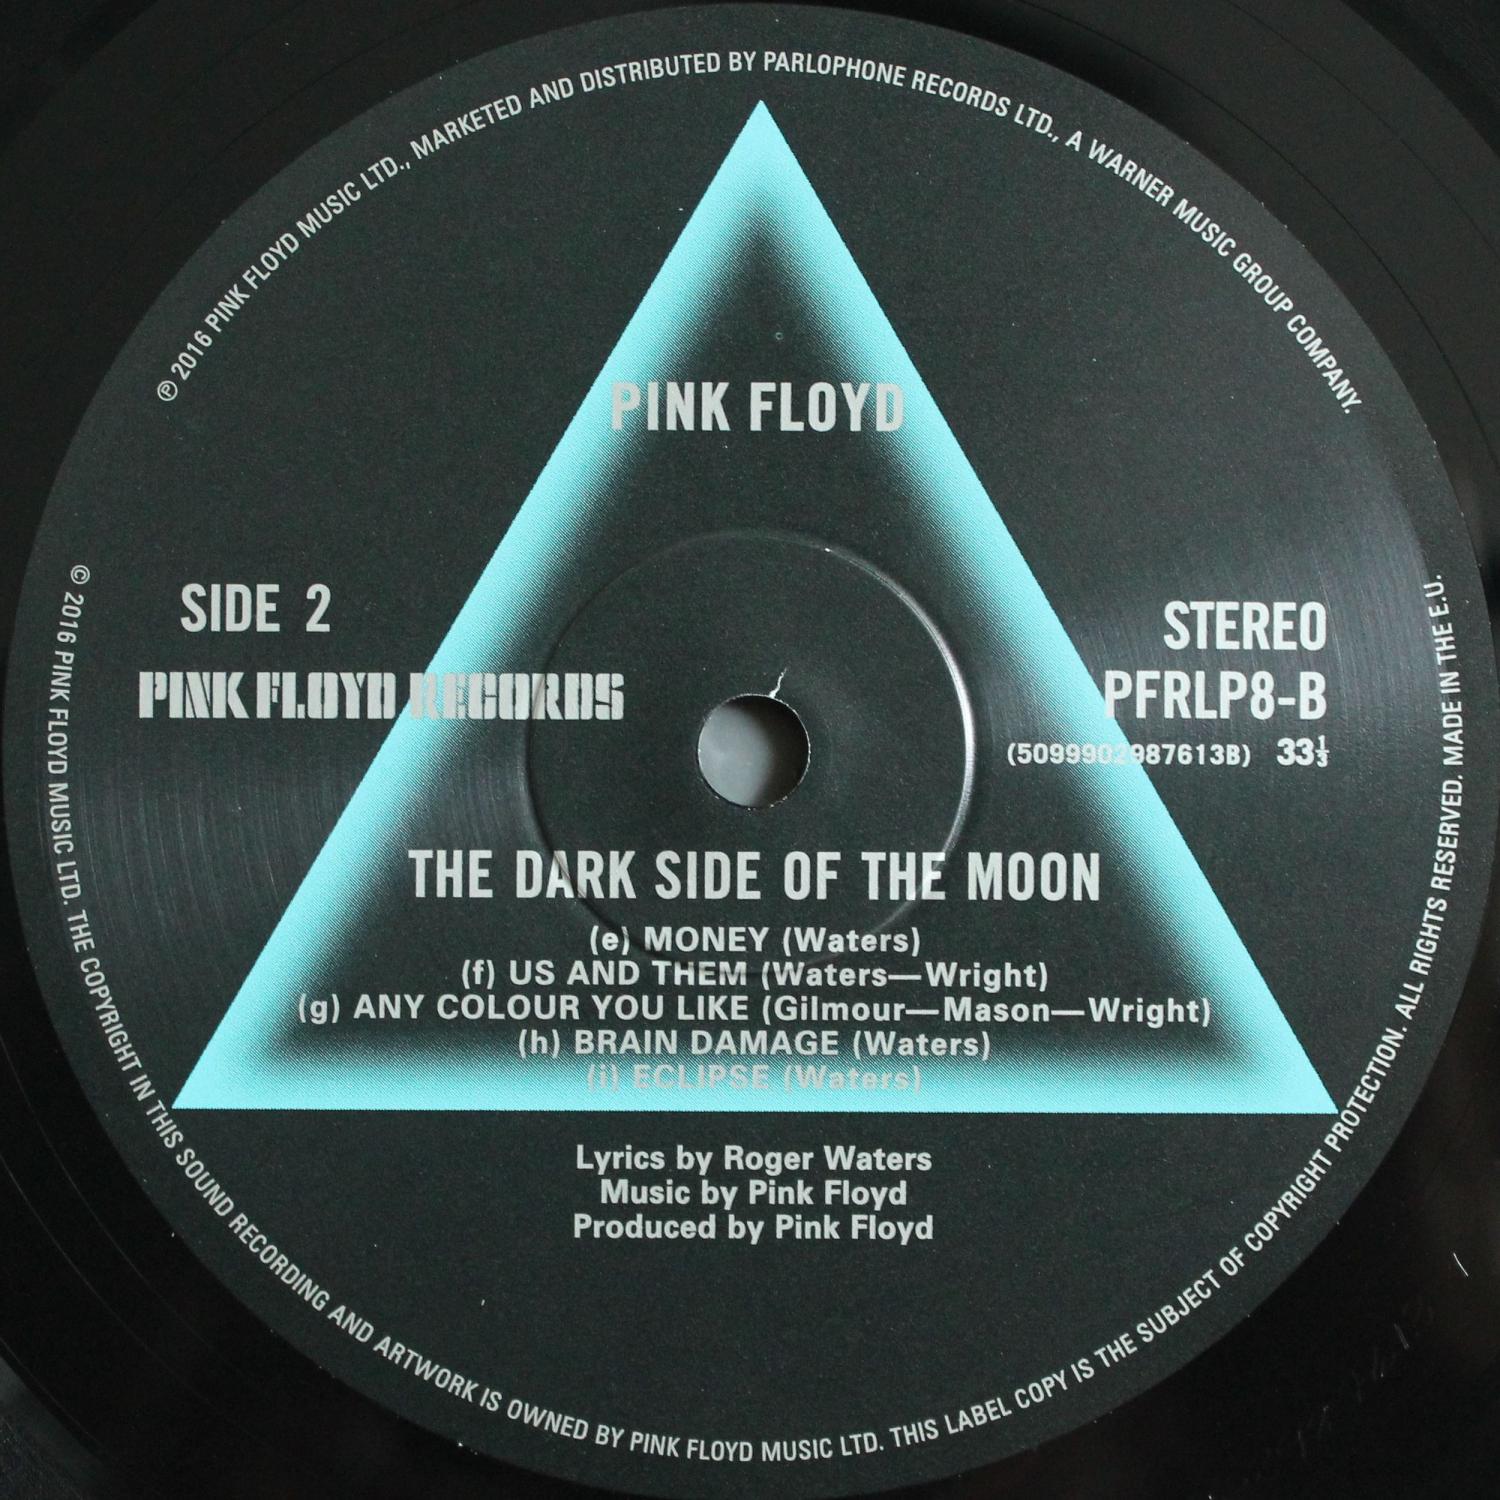 ℗ 2016 PINK FLOYD MUSIC LTD., MARKETED AND DISTRIBUTED BY PARLOPHONE RECORDS LTD., A WARNER MUSIC GROUP COMPANY.
PINK FLOYD
SIDE 2
PINK FLOYD RECORDS
STEREO
PFRLP8-B
(5099902987613B) 33⅓
THE DARK SIDE OF THE MOON
(e) MONEY (Waters)
(f) US AND THEM (Waters—Wright)
(g) ANY COLOUR YOU LIKE (Gilmour—Mason—Wright)
(h) BRAIN DAMAGE (Waters)
(i) ECLIPSE (Waters)
Lyrics by Roger Waters
Music by Pink Floyd
Produced by Pink Floyd
© 2016 PINK FLOYD MUSIC LTD. THE COPYRIGHT IN THIS SOUND RECORDING AND ARTWORK IS OWNED BY PINK FLOYD MUSIC LTD. THIS LABEL COPY IS THE SUBJECT OF COPYRIGHT PROTECTION. ALL RIGHTS RESERVED. MADE IN THE E.U.